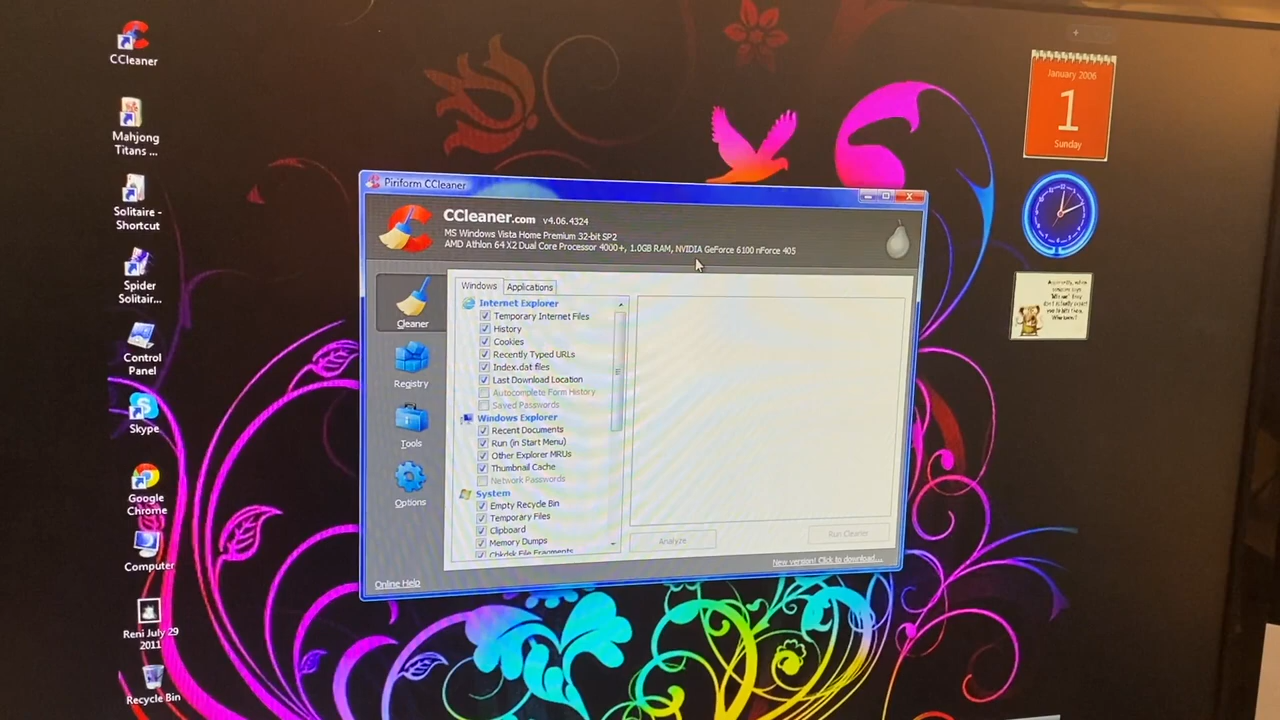 CCleaner
Mahjong
Titans ...
Solitaire -
Shortcut
Spider
Solitair...
Control
Panel
Skype
Google
Chrome
Computer
Reni July 29
2011
Recycle Bin
Piriform CCleaner
CCleaner.com v4.06.4324
MS Windows Vista Home Premium 32-bit SP2
AMD Athlon 64 X2 Dual Core Processor 4000+, 1.0GB RAM, NVIDIA GeForce 6100 nForce 405
Cleaner
Registry
Tools
Options
Online Help
Windows
Applications
Internet Explorer
Temporary Internet Files
History
Cookies
Recently Typed URLs
Index.dat files
Last Download Location
Autocomplete Form History
Saved Passwords
Windows Explorer
Recent Documents
Run (in Start Menu)
Other Explorer MRUs
Thumbnail Cache
Network Passwords
System
Empty Recycle Bin
Temporary Files
Clipboard
Memory Dumps
Chkdsk File Fragments
Analyze
Run Cleaner
New version! Click to download...
January 2006
1
Sunday